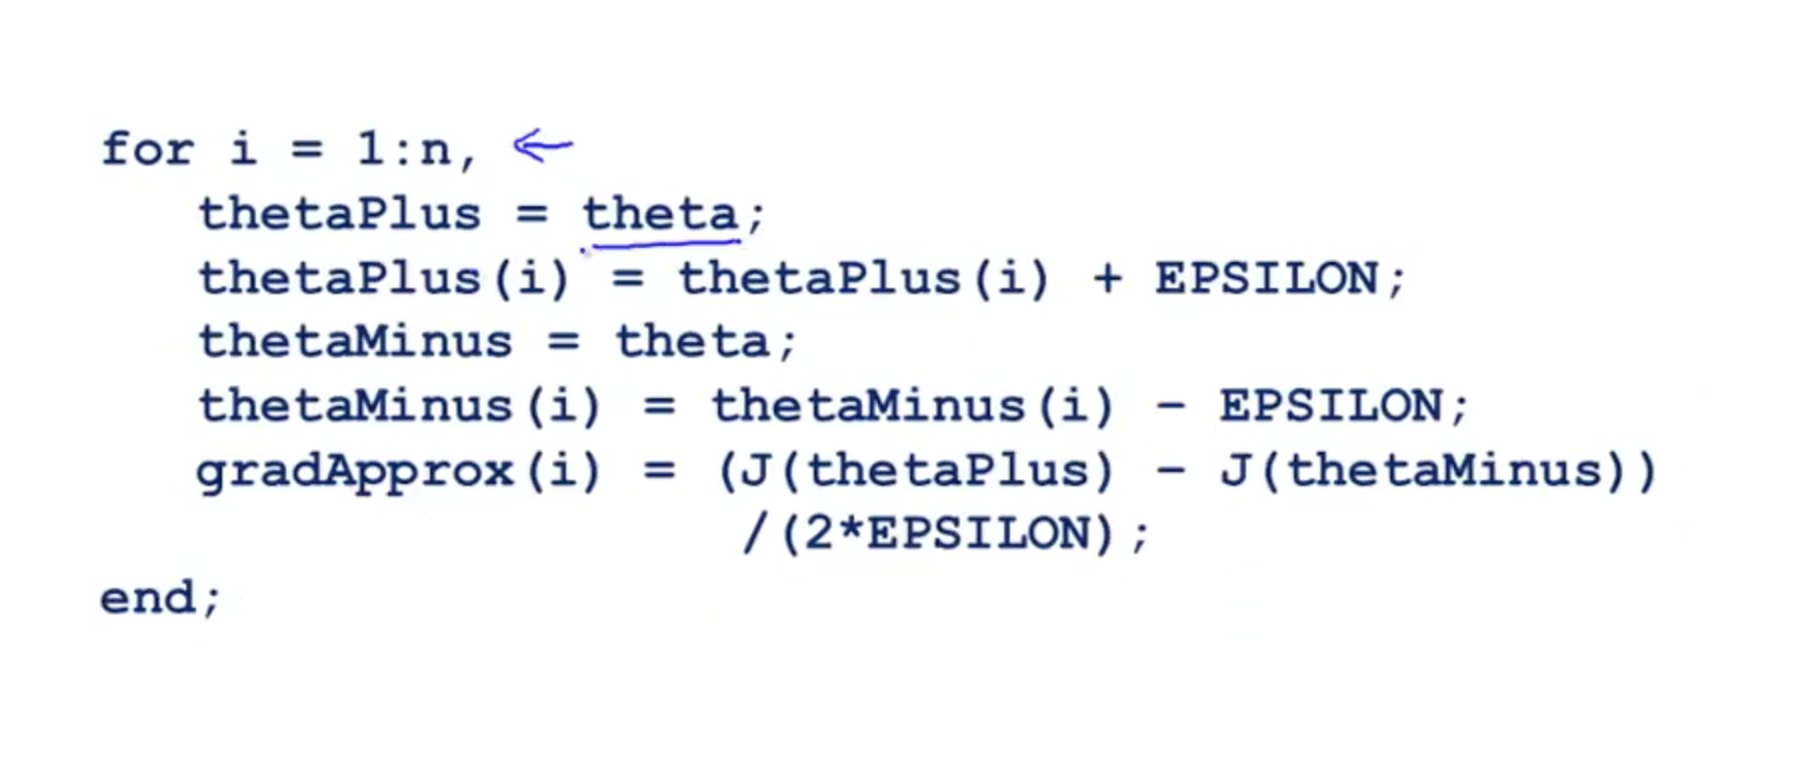 for i = 1:n, ←
thetaPlus = theta;
thetaPlus(i) = thetaPlus(i) + EPSILON;
thetaMinus = theta;
thetaMinus(i) = thetaMinus(i) - EPSILON;
gradApprox(i) = (J(thetaPlus) - J(thetaMinus))
/(2*EPSILON);
end;